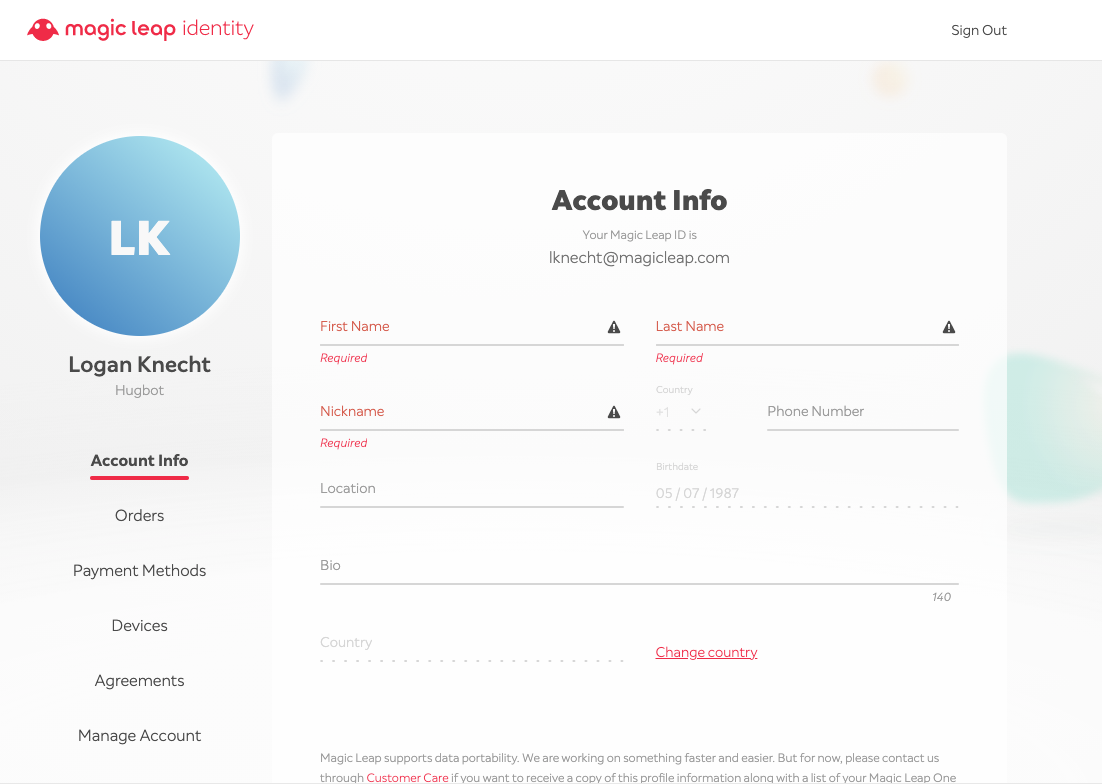 magic leap identity
Sign Out
LK
Logan Knecht
Hugbot
Account Info
Orders
Payment Methods
Devices
Agreements
Manage Account
Account Info
Your Magic Leap ID is
lknecht@magicleap.com
First Name
Required
Last Name
Required
Nickname
Required
Country
+1
Phone Number
Location
Birthdate
05 / 07 / 1987
Bio
140
Country
Change country
Magic Leap supports data portability. We are working on something faster and easier. But for now, please contact us
through Customer Care if you want to receive a copy of this profile information along with a list of your Magic Leap One